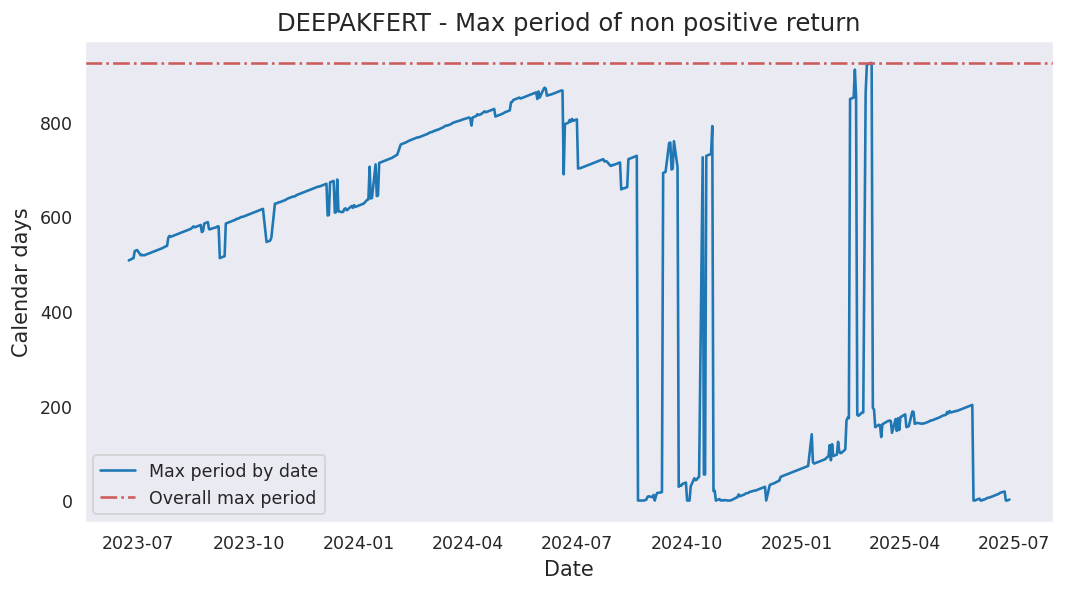 DEEPAKFERT - Max period of non positive return
Calendar days
800
600
400
200
0
Max period by date
Overall max period
2023-07 2023-10 2024-01 2024-04 2024-07 2024-10 2025-01 2025-04 2025-07
Date